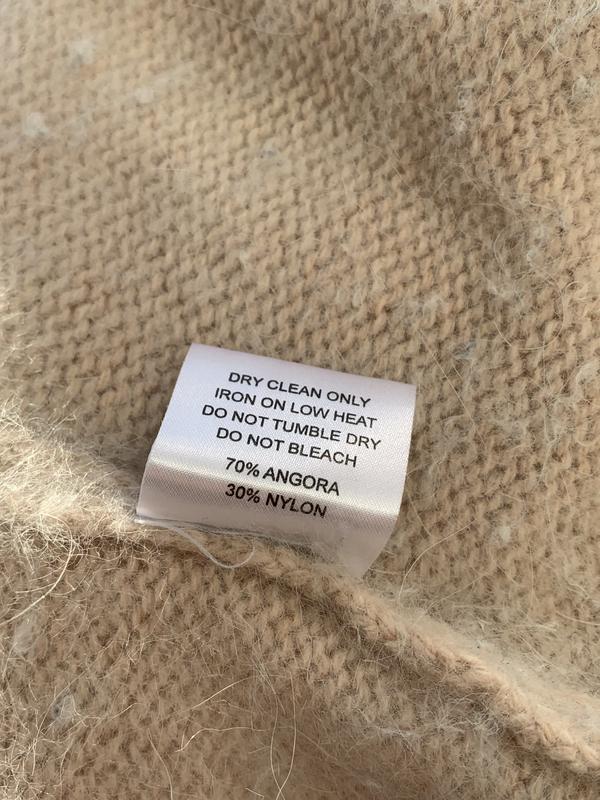 DRY CLEAN ONLY
IRON ON LOW HEAT
DO NOT TUMBLE DRY
DO NOT BLEACH
70% ANGORA
30% NYLON